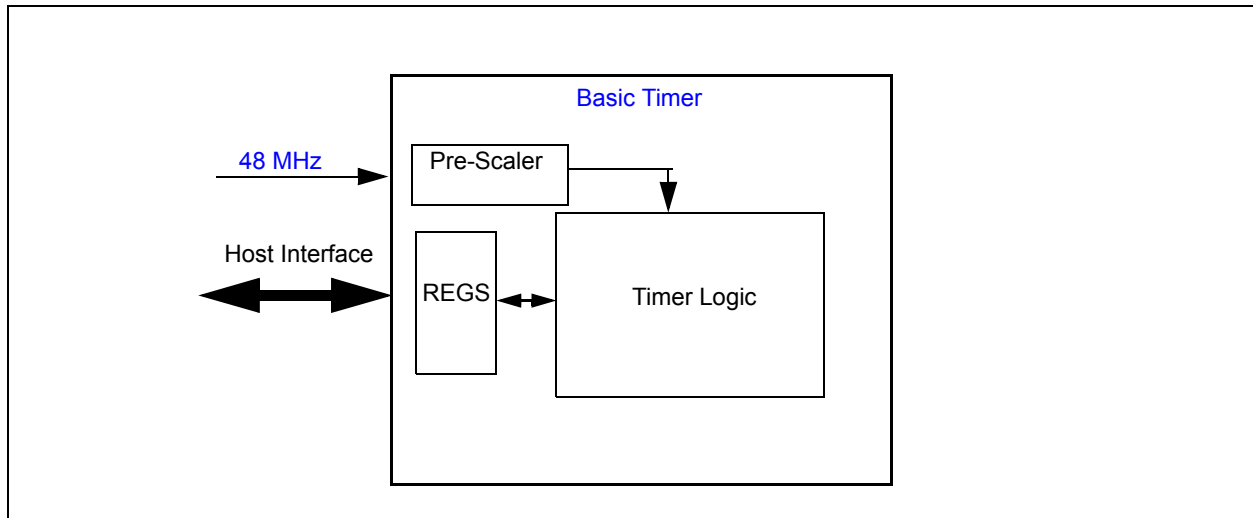 Basic Timer
48 MHz
Pre-Scaler
Host Interface
REGS
Timer Logic